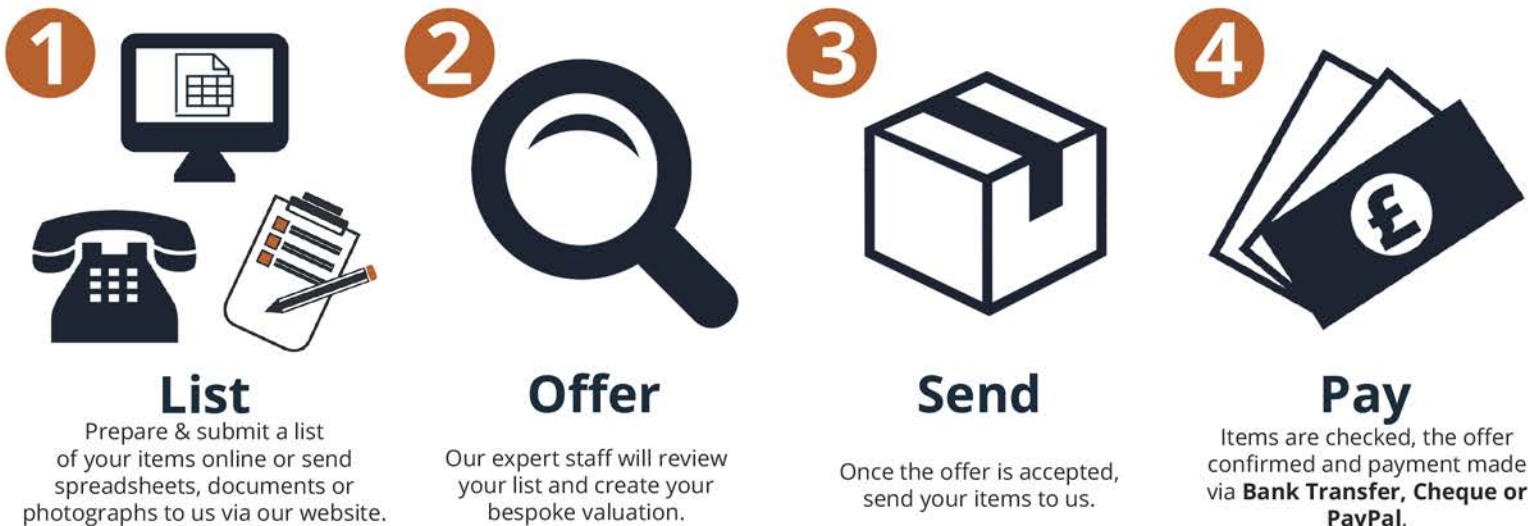 1
List
Prepare & submit a list
of your items online or send
spreadsheets, documents or
photographs to us via our website.
2
Offer
Our expert staff will review
your list and create your
bespoke valuation.
3
Send
Once the offer is accepted,
send your items to us.
4
£
Pay
Items are checked, the offer
confirmed and payment made
via Bank Transfer, Cheque or
PayPal.